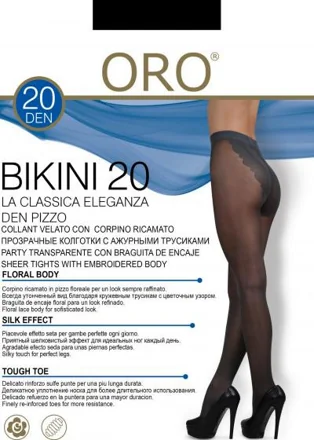 ORO®
20
DEN
BIKINI 20
LA CLASSICA ELEGANZA
DEN PIZZO
COLLANT VELATO CON CORPINO RICAMATO
ПРОЗРАЧНЫЕ КОЛГОТКИ С АЖУРНЫМИ ТРУСИКАМИ
PARTY TRANSPARENTE CON BRAGUITA DE ENCAJE
SHEER TIGHTS WITH EMBROIDERED BODY
FLORAL BODY
Corpino ricamato in pizzo floreale per un look sempre raffinato.
Всегда утонченный вид благодаря кружевным трусикам с цветочным узором.
Braguita de encaje floral para un look refinado.
Floral lace body for sofisticated look.
SILK EFFECT
Piacevole effetto seta per gambe perfette ogni giorno.
Приятный шелковистый эффект для идеальных ног каждый день.
Agradable efecto seda para unas piernas perfectas.
Silky touch for perfect legs.
TOUGH TOE
Delicato rinforzo sulle punte per una piu lunga durata.
Деликатное уплотнение носка для более длительного использования.
Delicado refuerzo en la puntera para una mayor duración.
Finely re-inforced toes for more resistance.